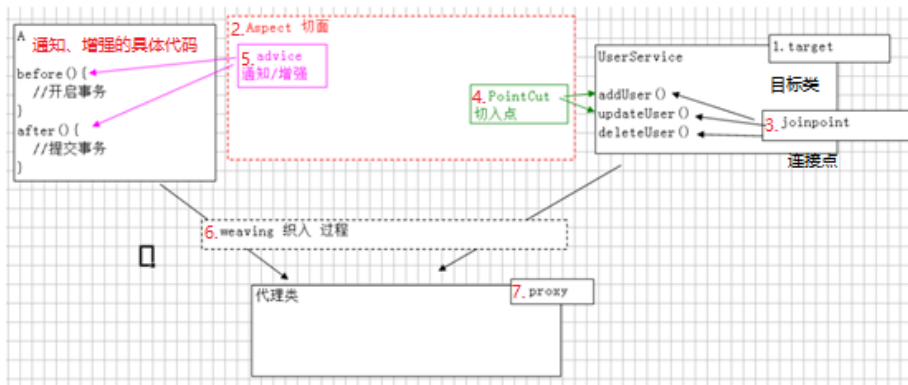 A
通知、增强的具体代码
before(){
//开启事务
}
after(){
//提交事务
}
2.Aspect 切面
5.advice
通知/增强
4.PointCut
切入点
UserService
addUser()
updateUser()
deleteUser()
1.target
目标类
3.joinpoint
连接点
6.weaving 织入 过程
代理类
7.proxy